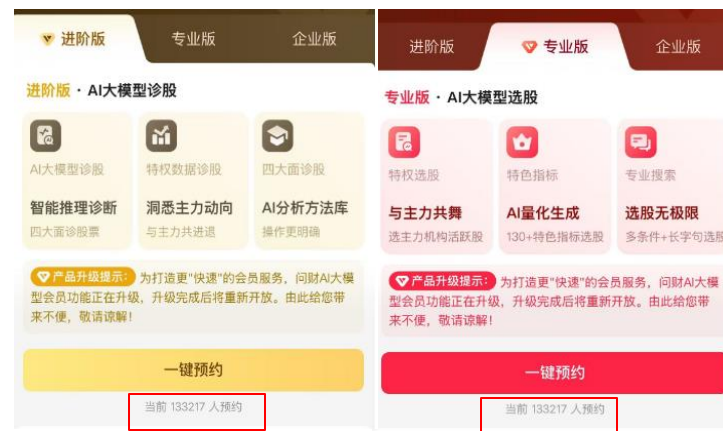 进阶版 专业版 企业版
进阶版·AI大模型诊股
AI大模型诊股 特权数据诊股 四大面诊股
智能推理诊断 洞悉主力动向 AI分析方法库
四大面诊股票 与主力共进退 操作更明确
产品升级提示: 为打造更"快速"的会员服务，问财AI大模
型会员功能正在升级，升级完成后将重新开放。由此给您带
来不便，敬请谅解!
一键预约
当前 133217 人预约
进阶版 专业版 企业版
专业版·AI大模型选股
特权选股 特色指标 专业搜索
与主力共舞 AI量化生成 选股无极限
选主力机构活跃股 130+特色指标选股 多条件+长字句选股
产品升级提示: 为打造更"快速"的会员服务，问财AI大模
型会员功能正在升级，升级完成后将重新开放。由此给您带
来不便，敬请谅解!
一键预约
当前 133217 人预约